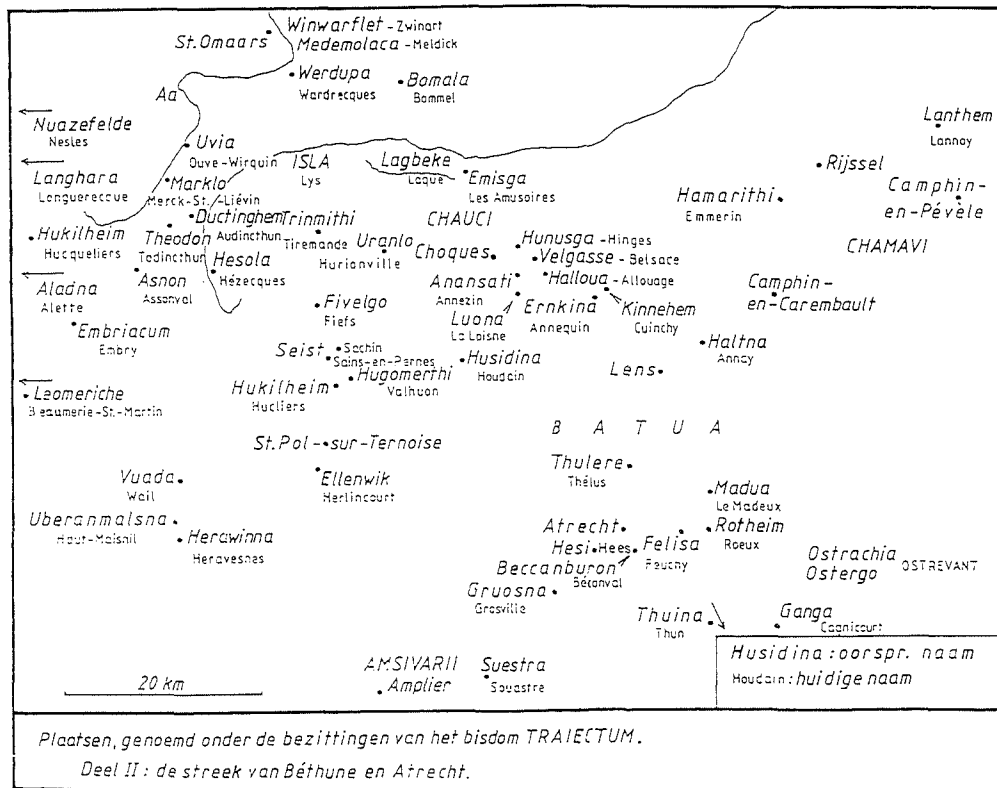 Winwarflet - Zwinart
St.Omaars
Medemolaca - Meldick
Werdupa
Wardrecques
Bomala
Bommel
Aa
Nuazefelde
Nesles
Lanthem
Lannoy
Uvia
Ouve-Wirquin
ISLA
Lys
Lagbeke
Laque
Emisga
Les Amusoires
Rijssel
Langhara
Longuerecque
Marklo
Merck-St.-Liévin
Hamarithi
Emmerin
Camphin-
en-Pévèle
Ductinghem
Audincthun
Trinmithi
Tiremande
CHAUCI
Hukilheim
Hucqueliers
Theodon
Todincthun
Uranlo
Hurionville
Choques
Hunusga - Hinges
Velgasse - Belsace
CHAMAVI
Hesola
Hézecques
Aladna
Alette
Asnon
Assonval
Anansati
Annezin
Halloua - Allouage
Camphin-
en-Carembault
Fivelgo
Fiefs
Luona
La Loisne
Ernkina
Annequin
Kinnehem
Cuinchy
Embriacum
Embry
Seist
Sachin
Sains-en-Pernes
Husidina
Houdain
Haltna
Annay
Lens
Leomeriche
Beaumerie-St.-Martin
Hukilheim
Hucliers
Hugomerthi
Valhuon
B A T U A
St.Pol-sur-Ternoise
Thulere
Thélus
Vuada
Wail
Ellenwik
Herlincourt
Madua
Le Madeux
Uberanmalsna
Haut-Maisnil
Herawinna
Heravesnes
Atrecht
Hesi Hees
Felisa
Feuchy
Rotheim
Roeux
Beccanburon
Béconval
Ostrachia
Ostergo OSTREVANT
Gruosna
Grosville
Thuina
Thun
Ganga
Cagnicourt
AMSIVARII
Amplier
Suestra
Souastre
20 km
Husidina : oorspr. naam
Houdain : huidige naam
Plaatsen, genoemd onder de bezittingen van het bisdom TRAIECTUM.
Deel II : de streek van Béthune en Atrecht.